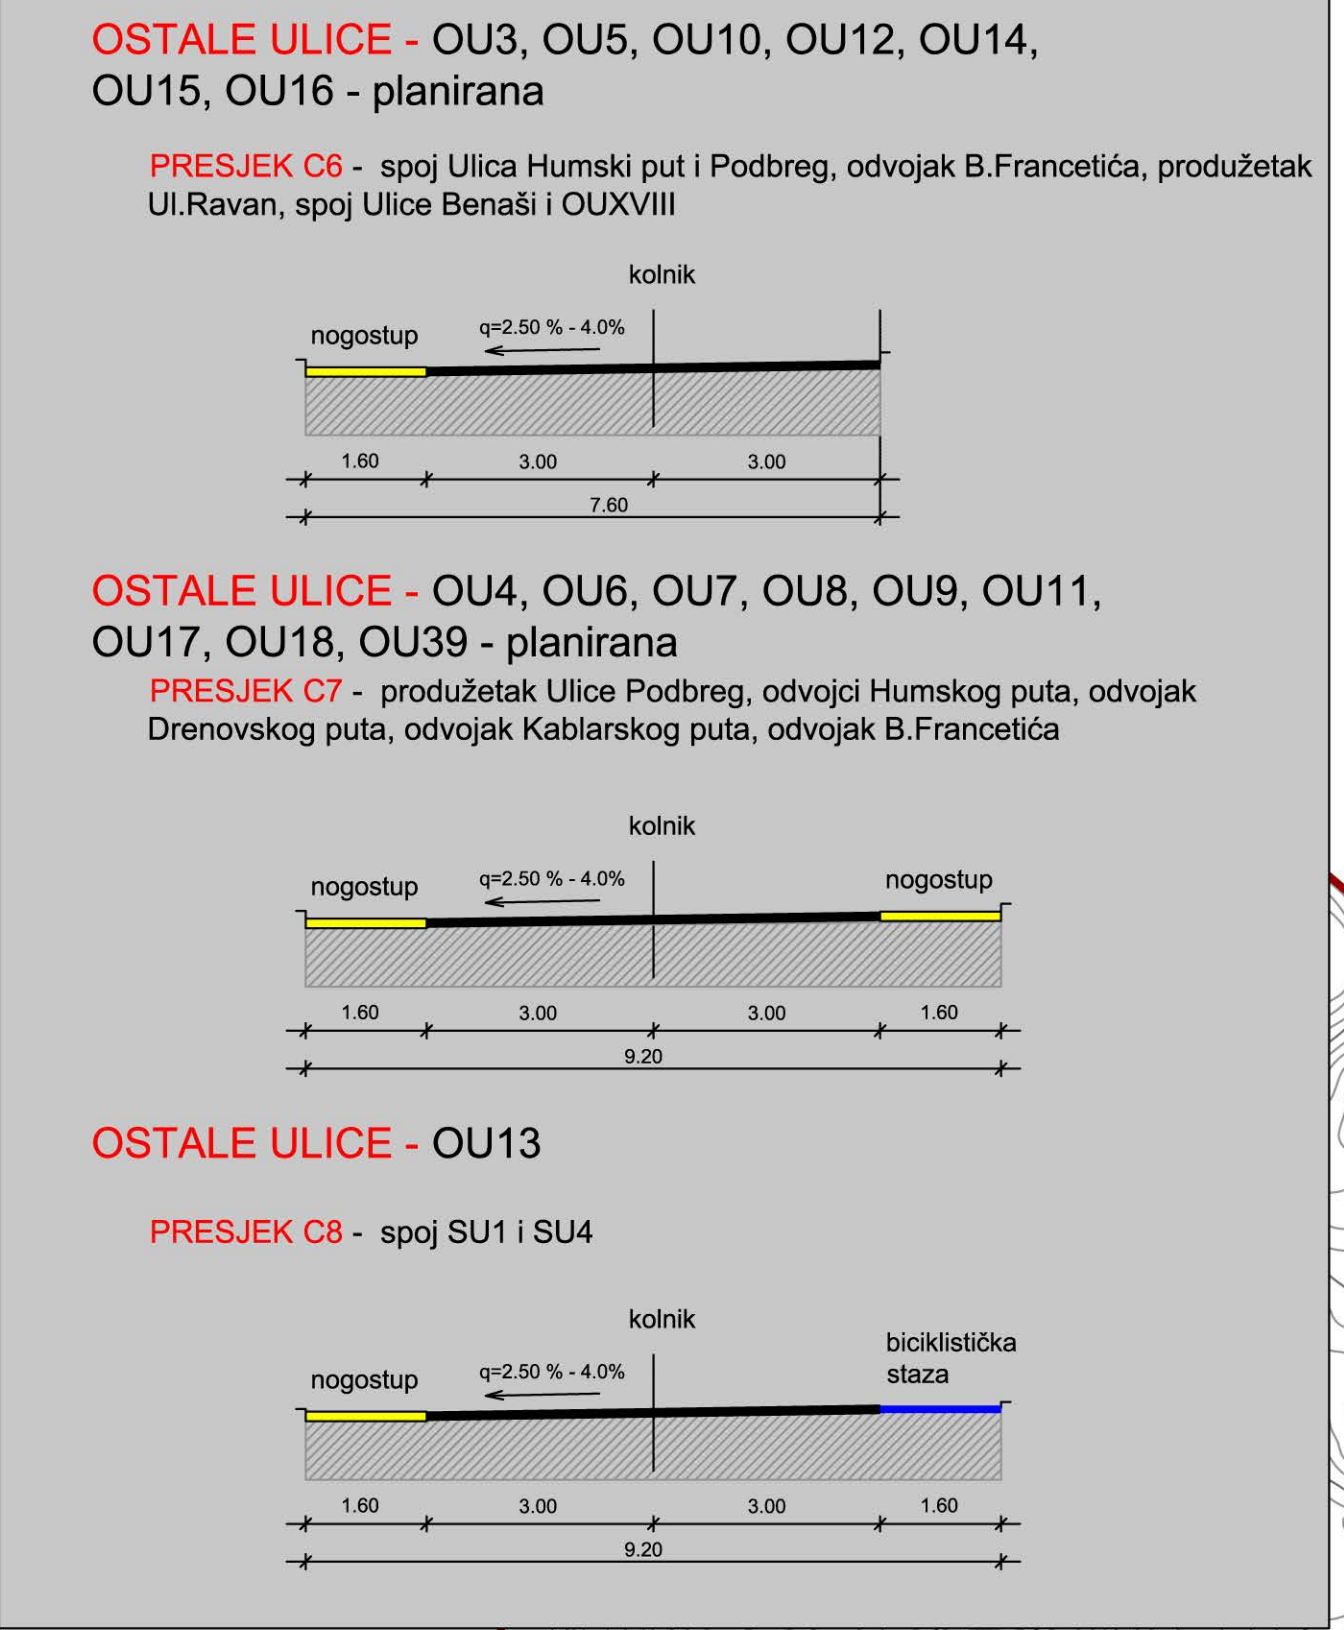 OSTALE ULICE - OU3, OU5, OU10, OU12, OU14,
OU15, OU16 - planirana
PRESJEK C6 - spoj Ulica Humski put i Podbreg, odvojak B.Francetića, produžetak
Ul.Ravan, spoj Ulice Benaši i OUXVIII
kolnik
nogostup
q=2.50 % - 4.0%
1.60 3.00 3.00
7.60
OSTALE ULICE - OU4, OU6, OU7, OU8, OU9, OU11,
OU17, OU18, OU39 - planirana
PRESJEK C7 - produžetak Ulice Podbreg, odvojci Humskog puta, odvojak
Drenovskog puta, odvojak Kablarskog puta, odvojak B.Francetića
kolnik
nogostup q=2.50 % - 4.0% nogostup
1.60 3.00 3.00 1.60
9.20
OSTALE ULICE - OU13
PRESJEK C8 - spoj SU1 i SU4
kolnik
biciklistička
staza
nogostup q=2.50 % - 4.0%
1.60 3.00 3.00 1.60
9.20